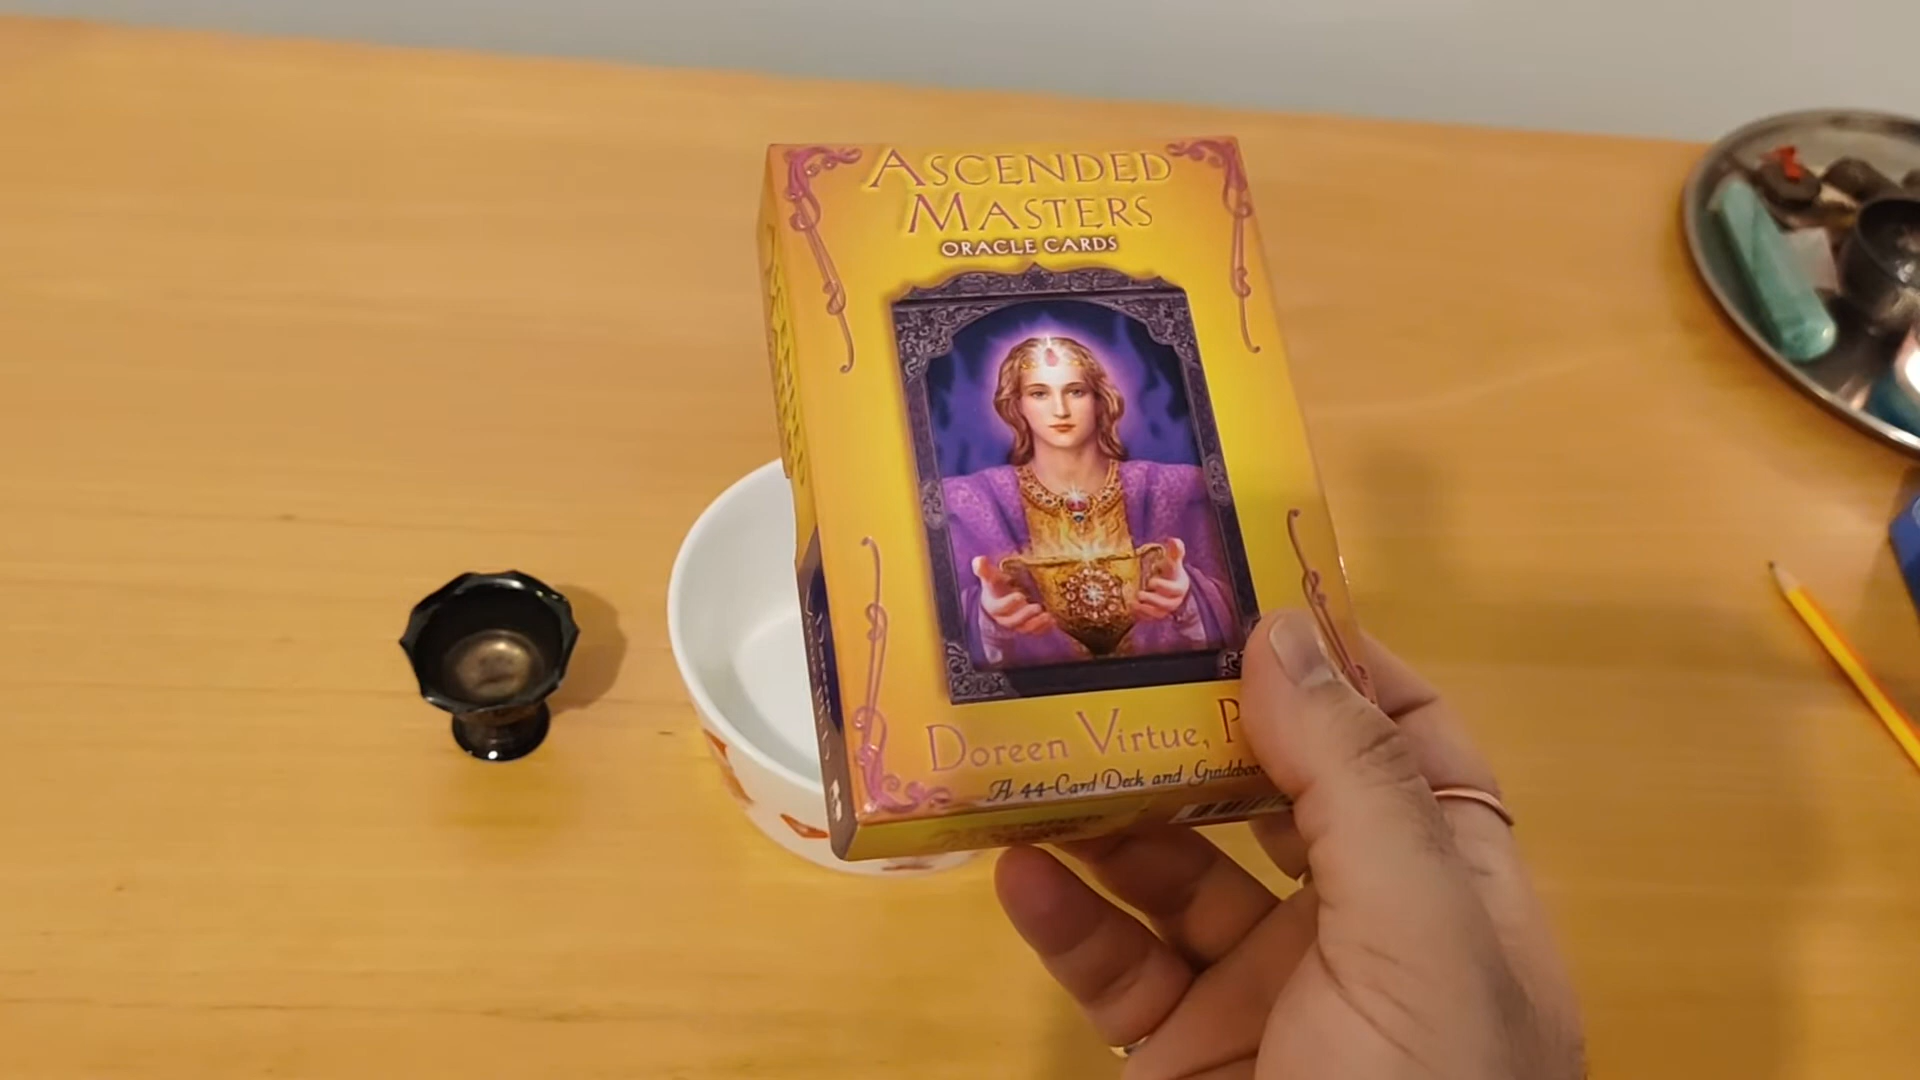 ASCENDED
MASTERS
ORACLE CARDS
Doreen Virtue,
A 44-Card Deck and